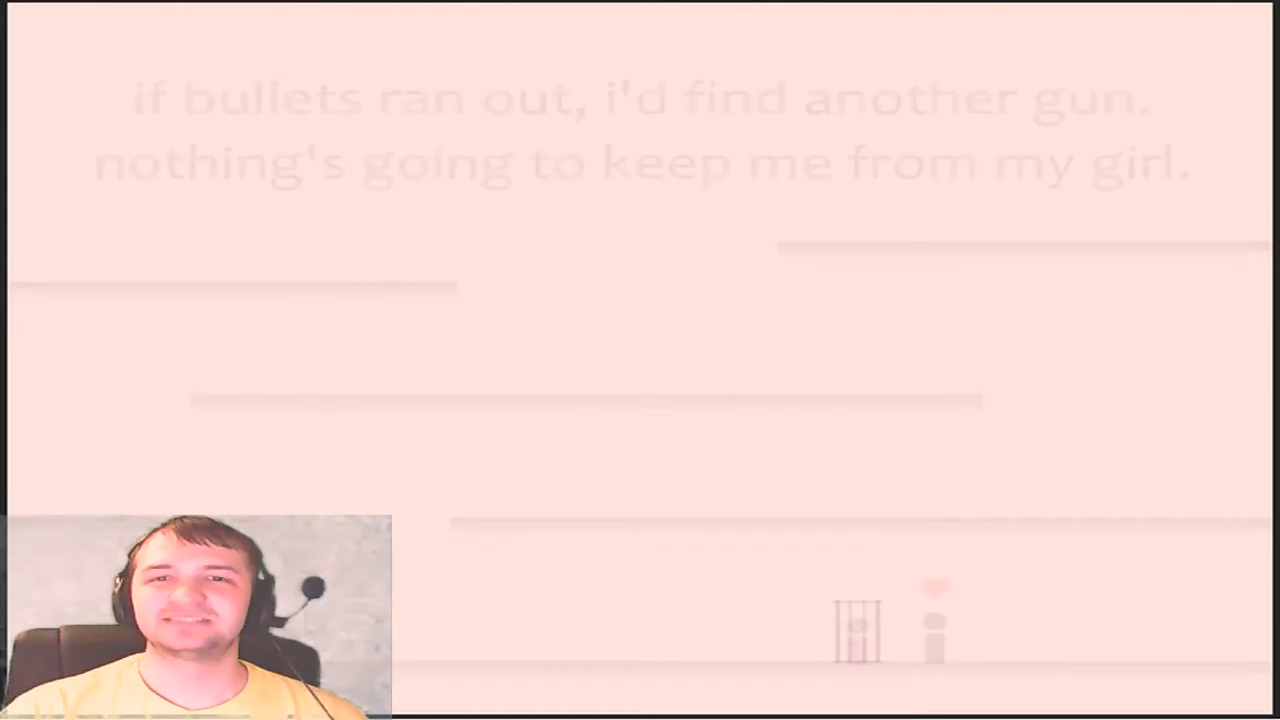 if bullets ran out, i'd find another gun.
nothing's going to keep me from my girl.